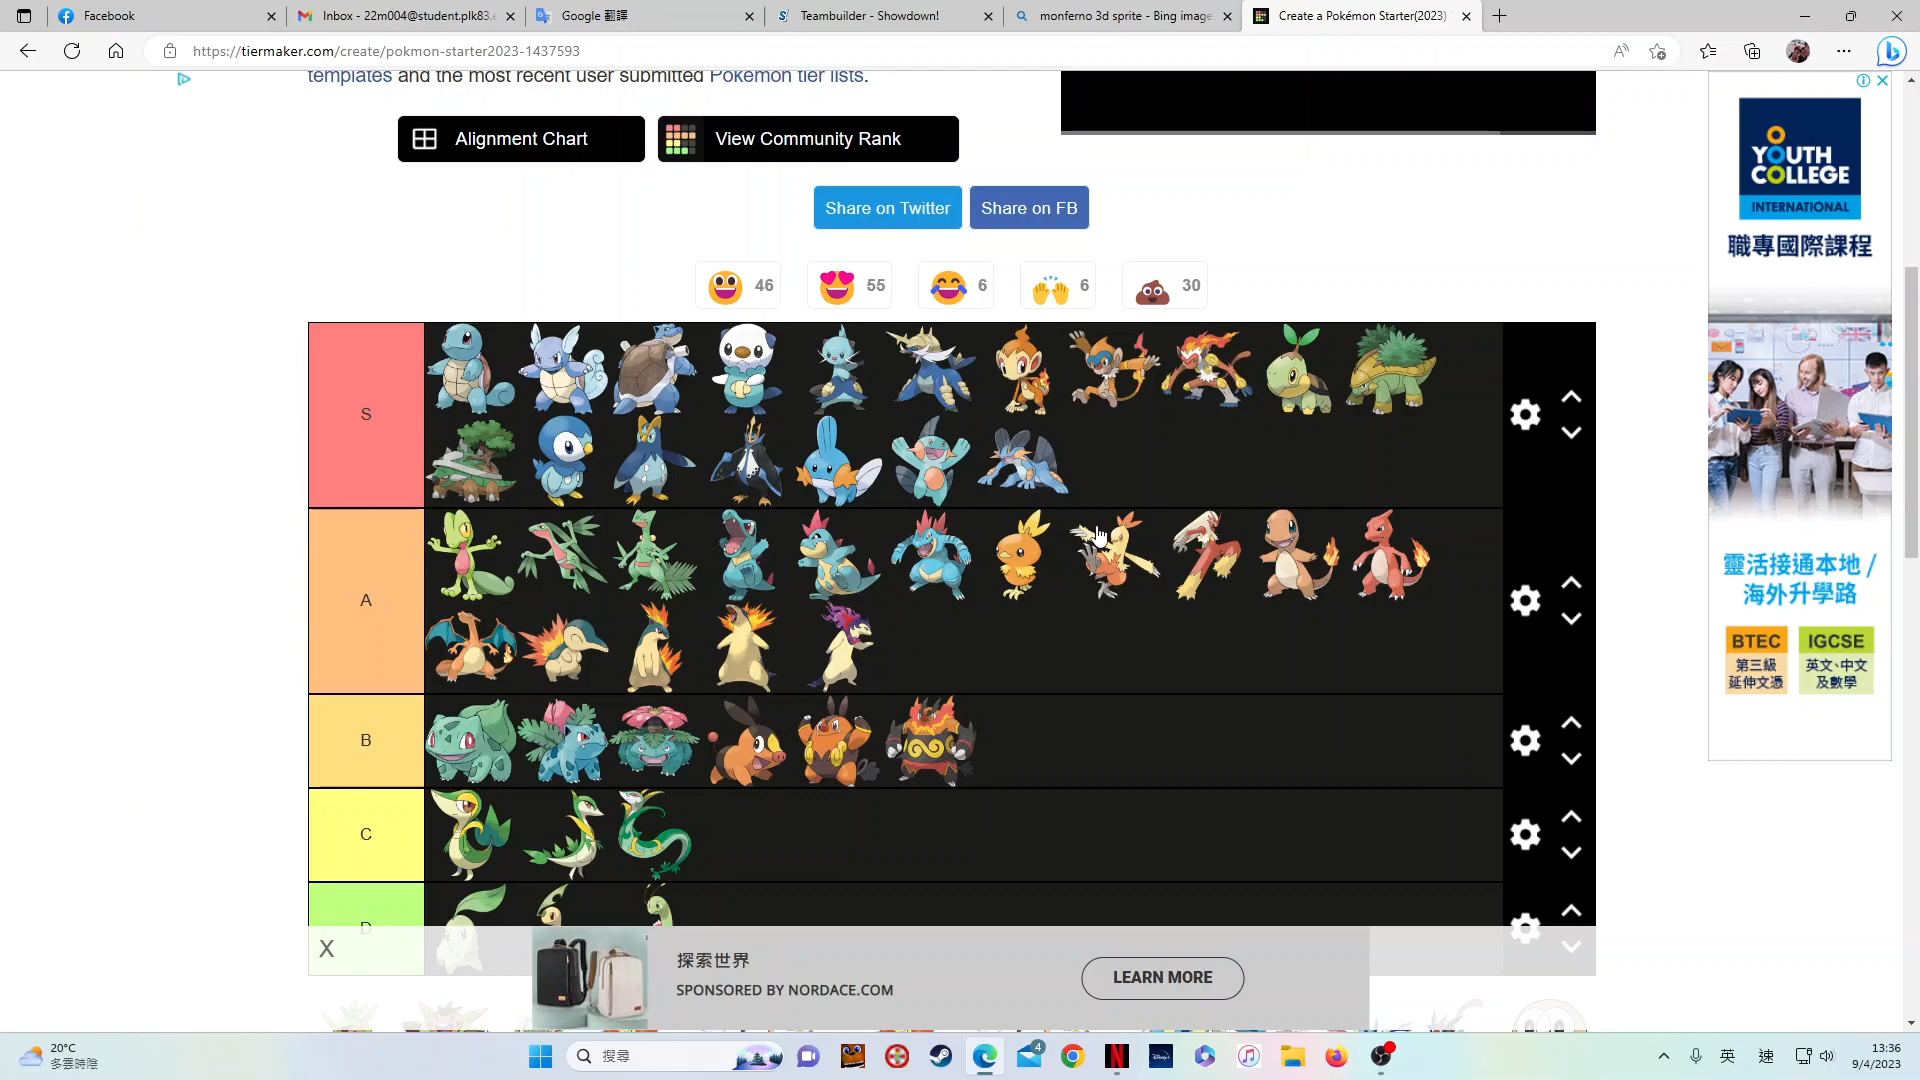 Facebook
Inbox - 22m004@student.plk83.e
Google 翻譯
Teambuilder - Showdown!
monferno 3d sprite - Bing image
Create a Pokémon Starter(2023)
https://tiermaker.com/create/pokmon-starter2023-1437593
templates and the most recent user submitted Pokemon tier lists.
Alignment Chart
View Community Rank
Share on Twitter
Share on FB
46
55
6
6
30
S
A
B
C
D
YOUTH
COLLEGE
INTERNATIONAL
職專國際課程
靈活接通本地 /
海外升學路
BTEC
第三級
延伸文憑
IGCSE
英文、中文
及數學
X
探索世界
SPONSORED BY NORDACE.COM
LEARN MORE
20°C
多雲時陰
搜尋
4
英
速
13:36
9/4/2023